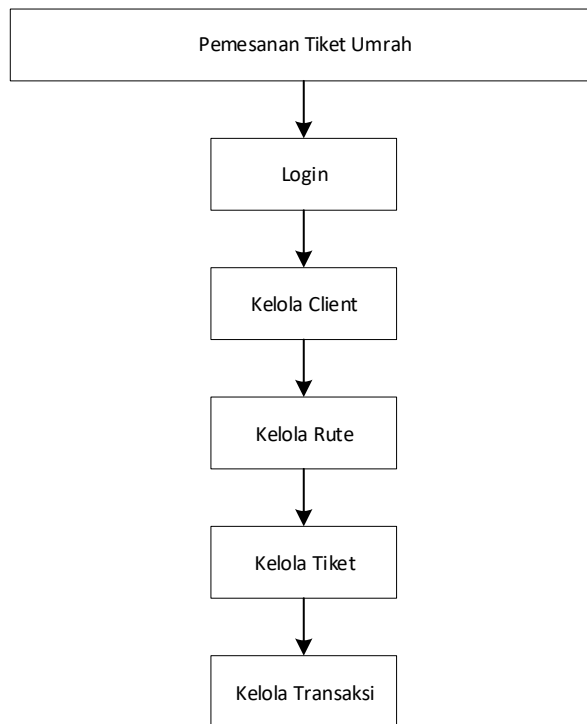 Pemesanan Tiket Umrah
Login
Kelola Client
Kelola Rute
Kelola Tiket
Kelola Transaksi